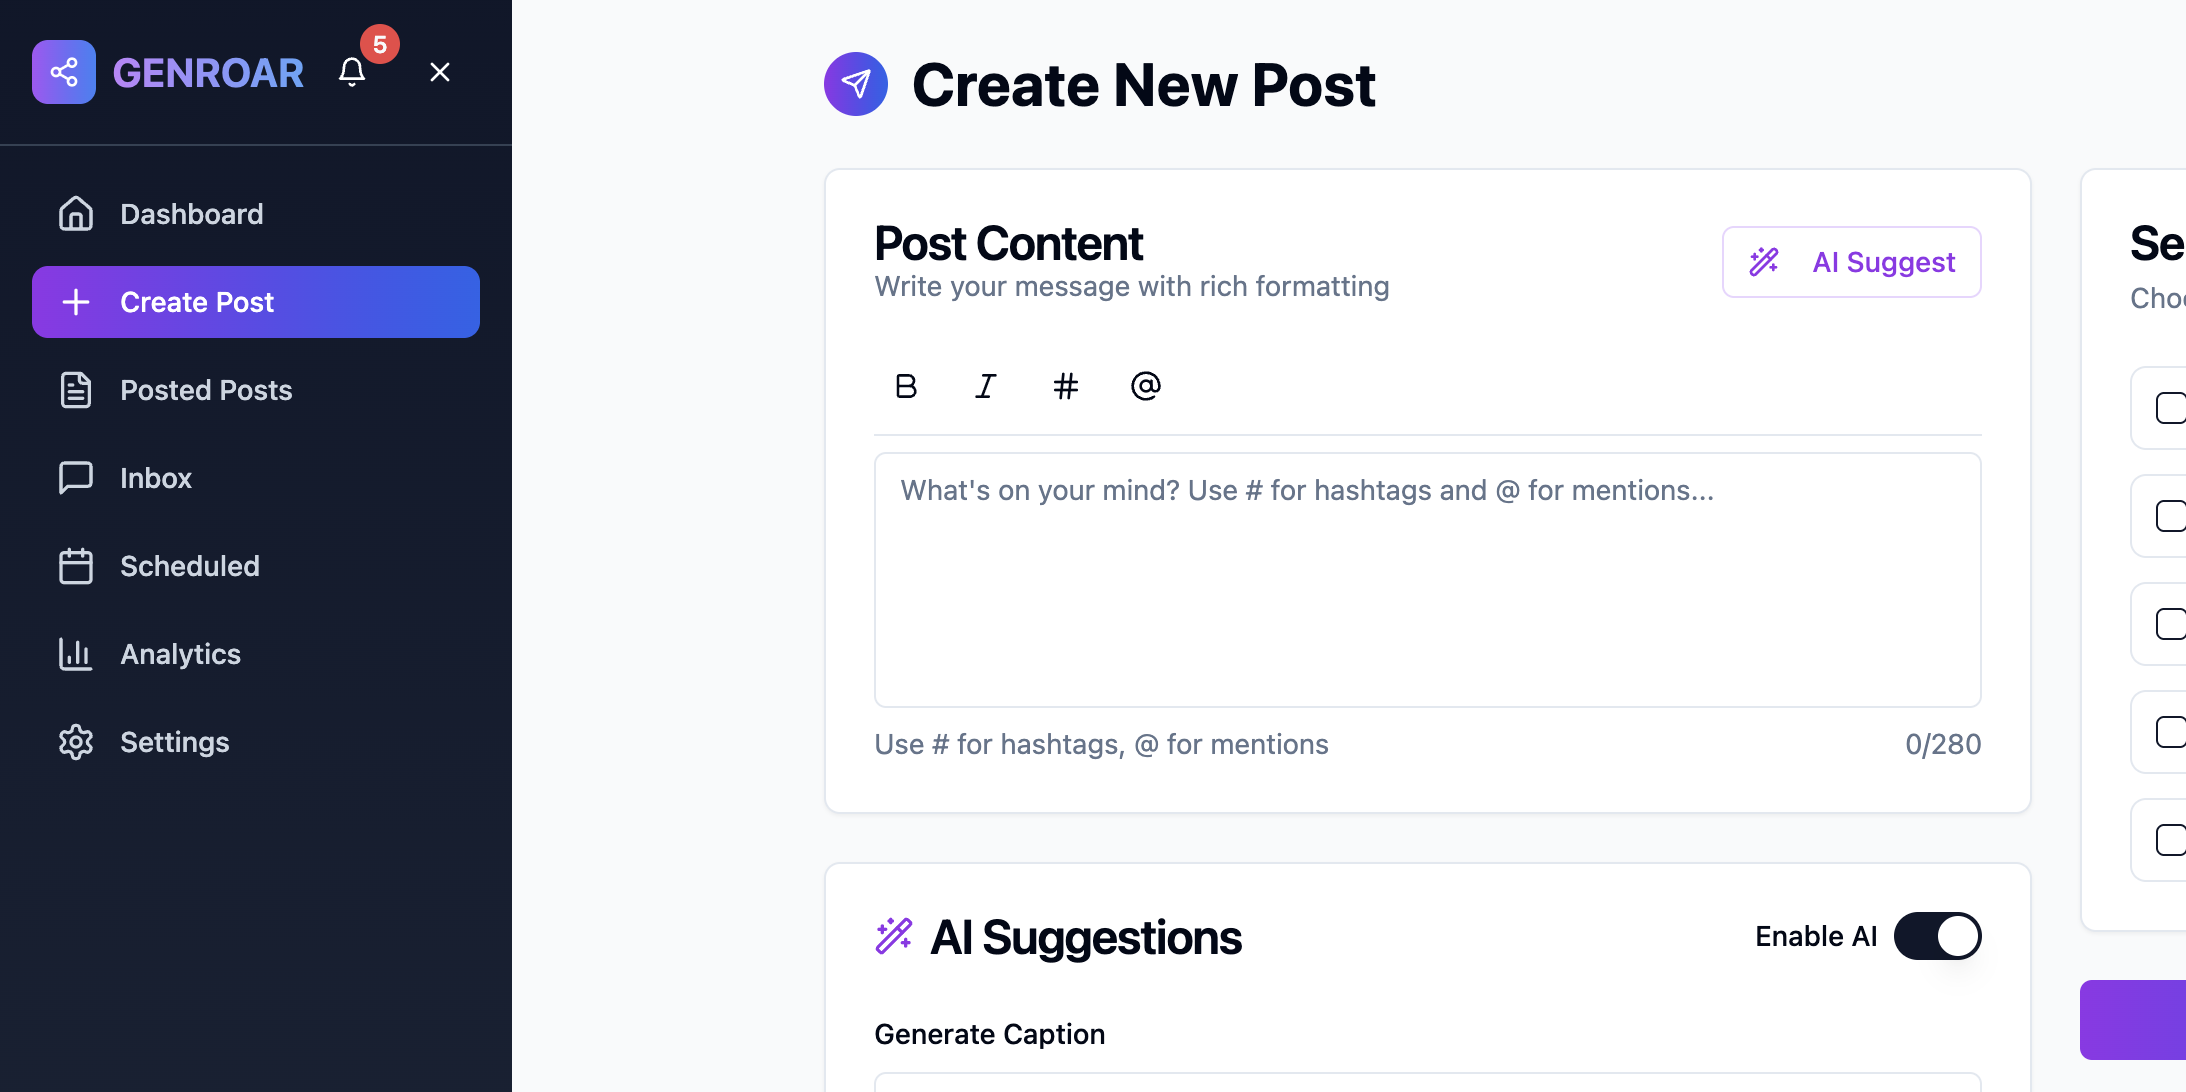 GENROAR
5
Dashboard
Create Post
Posted Posts
Inbox
Scheduled
Analytics
Settings
Create New Post
Post Content
Write your message with rich formatting
AI Suggest
B I # @
What's on your mind? Use # for hashtags and @ for mentions...
Use # for hashtags, @ for mentions
0/280
AI Suggestions
Enable AI
Generate Caption